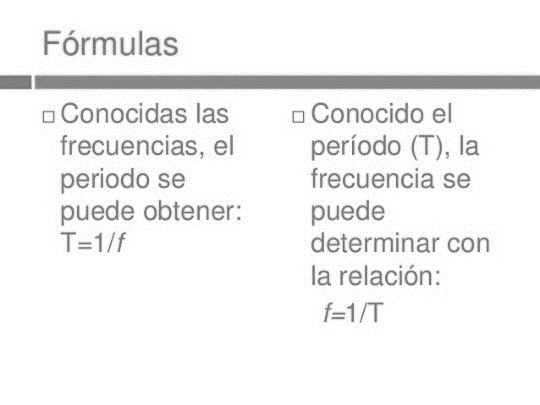 Fórmulas
Conocidas las
frecuencias, el
periodo se
puede obtener:
T=1/f
Conocido el
período (T), la
frecuencia se
puede
determinar con
la relación:
f=1/T